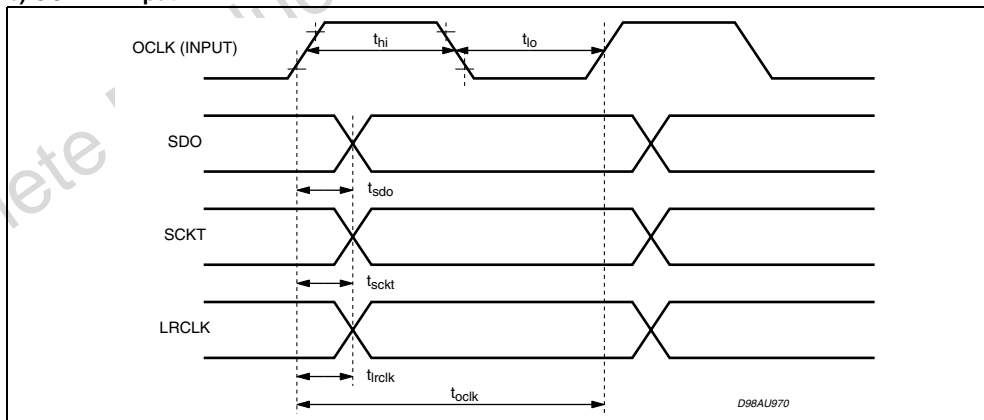 OCLK (INPUT)
thi
tlo
SDO
tsdo
SCKT
tsckt
LRCLK
tlrclk
toclk
D98AU970